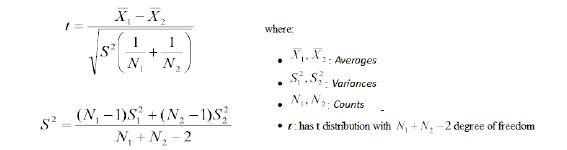 t = (X̄₁ − X̄₂) / √(S²(1/N₁ + 1/N₂))
S² = ((N₁ − 1)S₁² + (N₂ − 1)S₂²) / (N₁ + N₂ − 2)
where:
• X̄₁, X̄₂ : Averages
• S₁², S₂² : Variances
• N₁, N₂ : Counts
• t : has t distribution with N₁ + N₂ − 2 degree of freedom